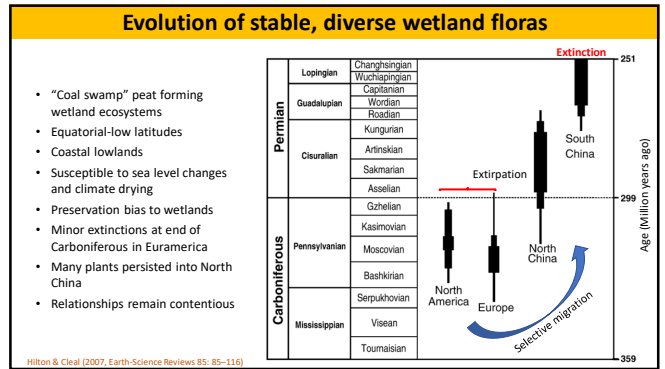 Evolution of stable, diverse wetland floras
• “Coal swamp” peat forming
wetland ecosystems
• Equatorial-low latitudes
• Coastal lowlands
• Susceptible to sea level changes
and climate drying
• Preservation bias to wetlands
• Minor extinctions at end of
Carboniferous in Euramerica
• Many plants persisted into North
China
• Relationships remain contentious
Hilton & Cleal (2007, Earth-Science Reviews 85: 85–116)
Permian
Carboniferous
Lopingian
Guadalupian
Cisuralian
Pennsylvanian
Mississippian
Changhsingian
Wuchiapingian
Capitanian
Wordian
Roadian
Kungurian
Artinskian
Sakmarian
Asselian
Gzhelian
Kasimovian
Moscovian
Bashkirian
Serpukhovian
Visean
Tournaisian
Extinction
South
China
Extirpation
North
China
North
America
Europe
Selective migration
251
299
359
Age (Million years ago)